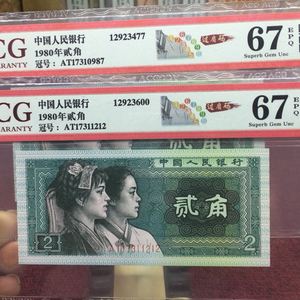 CG
WARRANTY
中国人民银行
1980年贰角
冠号: AT17310987
12923477
67
EPQ
Superb Gem Unc
CG
ARRANTY
中国人民银行
1980年贰角
冠号: AT17311212
12923600
67
EPQ
Superb Gem Unc
中国人民银行
贰角
AT17311212
2
2